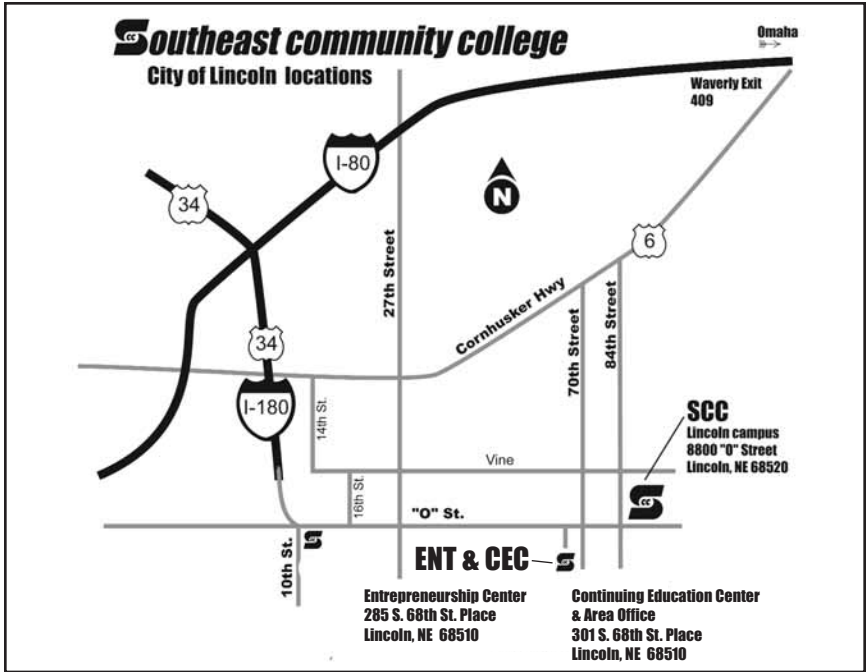 Southeast community college
City of Lincoln locations
Omaha
Waverly Exit
409
I-80
34
N
27th Street
6
Cornhusker Hwy
70th Street
84th Street
34
I-180
14th St.
SCC
Lincoln campus
8800 "O" Street
Lincoln, NE 68520
Vine
16th St.
S cc
"O" St.
S cc
10th St.
ENT & CEC
S cc
Entrepreneurship Center
285 S. 68th St. Place
Lincoln, NE 68510
Continuing Education Center
& Area Office
301 S. 68th St. Place
Lincoln, NE 68510